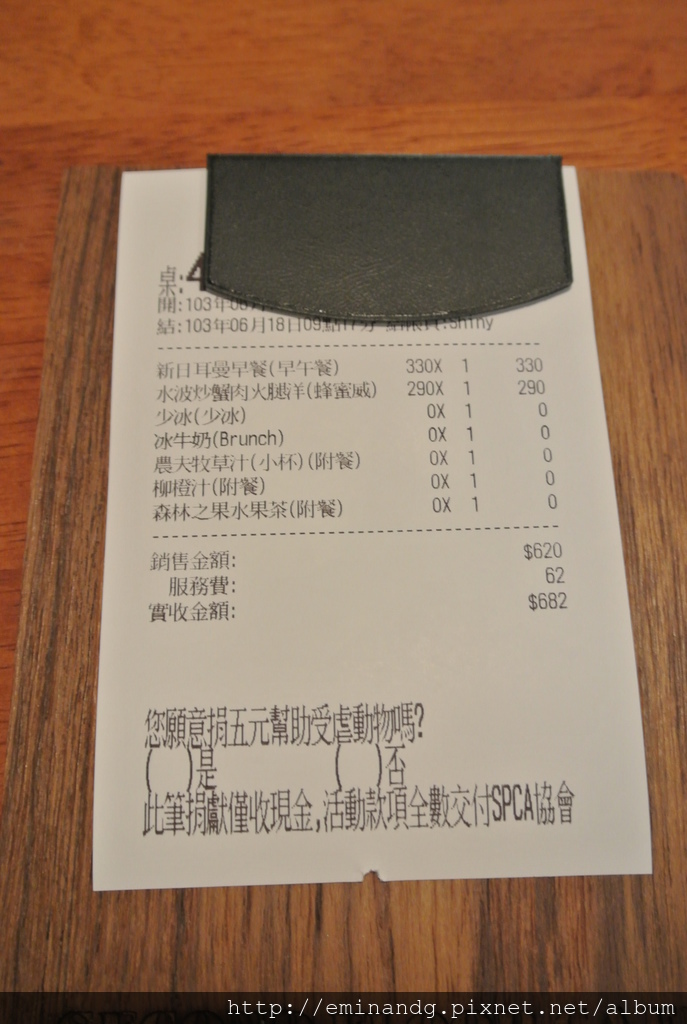 桌:4
開:103年06月
結:103年06月18日09點17分 結帳員:Shiny
新日耳曼早餐(早午餐) 330X 1 330
水波炒蟹肉火腿洋(蜂蜜威) 290X 1 290
少冰(少冰) 0X 1 0
冰牛奶(Brunch) 0X 1 0
農夫牧草汁(小杯)(附餐) 0X 1 0
柳橙汁(附餐) 0X 1 0
森林之果水果茶(附餐) 0X 1 0
銷售金額: $620
服務費: 62
實收金額: $682
您願意捐五元幫助受虐動物嗎?
( )是 ( )否
此筆捐獻僅收現金,活動款項全數交付SPCA協會
http://eminandg.pixnet.net/album